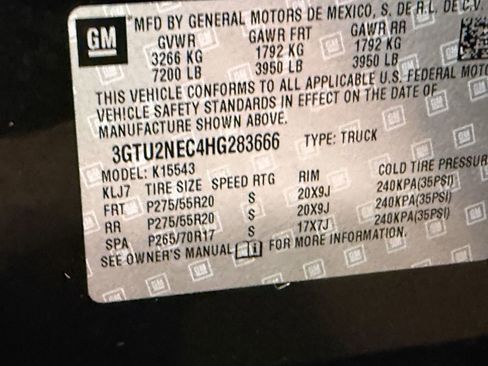 GM
MFD BY GENERAL MOTORS DE MEXICO, S. DE R.L. DE C.V.
GVWR GAWR FRT GAWR RR
3266 KG 1792 KG 1792 KG
7200 LB 3950 LB 3950 LB
THIS VEHICLE CONFORMS TO ALL APPLICABLE U.S. FEDERAL MOTO
VEHICLE SAFETY STANDARDS IN EFFECT ON THE DATE OF
MANUFACTURE SHOWN ABOVE.
3GTU2NEC4HG283666 TYPE: TRUCK
MODEL: K15543
KLJ7 TIRE SIZE SPEED RTG RIM COLD TIRE PRESSUR
FRT P275/55R20 S 20X9J 240KPA(35PSI)
RR P275/55R20 S 20X9J 240KPA(35PSI)
SPA P265/70R17 S 17X7J 240KPA(35PSI)
SEE OWNER'S MANUAL FOR MORE INFORMATION.